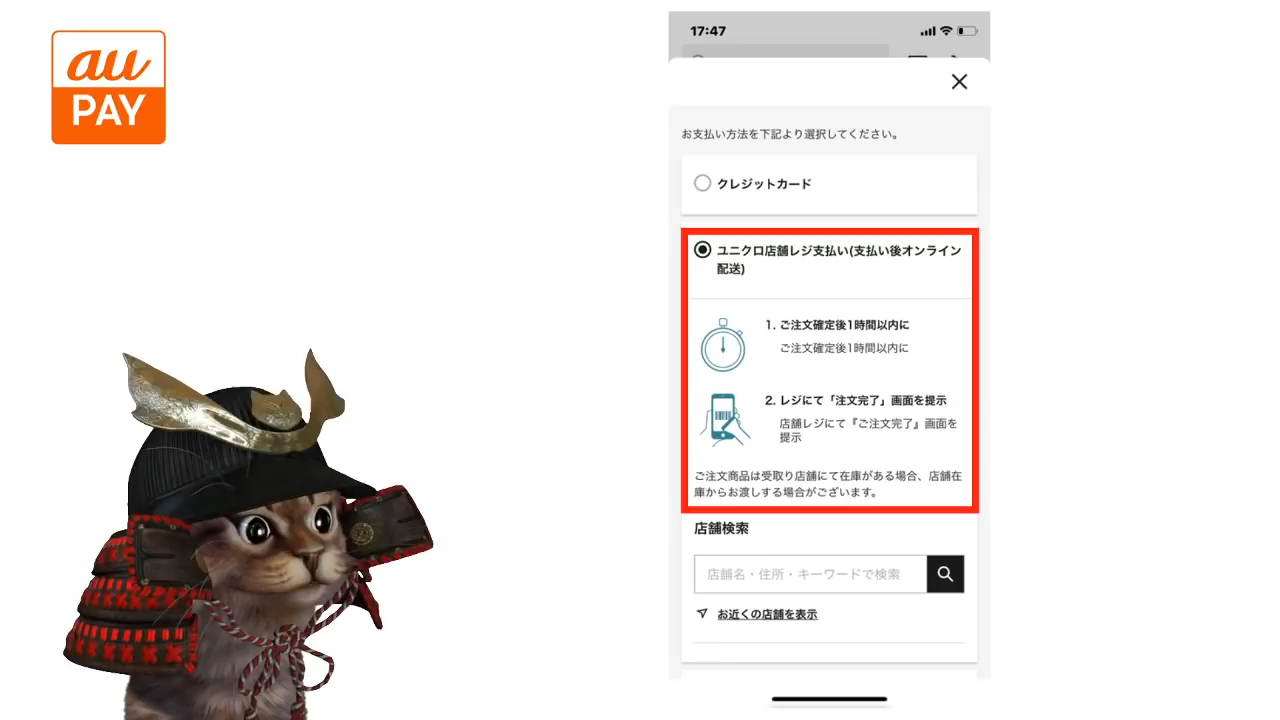 au
PAY
17:47
お支払い方法を下記より選択してください。
クレジットカード
ユニクロ店舗レジ支払い(支払い後オンライン
配送)
1. ご注文確定後1時間以内に
ご注文確定後1時間以内に
2. レジにて「注文完了」画面を提示
店舗レジにて『ご注文完了』画面を
提示
ご注文商品は受取り店舗にて在庫がある場合、店舗在
庫からお渡しする場合がございます。
店舗検索
店舗名・住所・キーワードで検索
お近くの店舗を表示